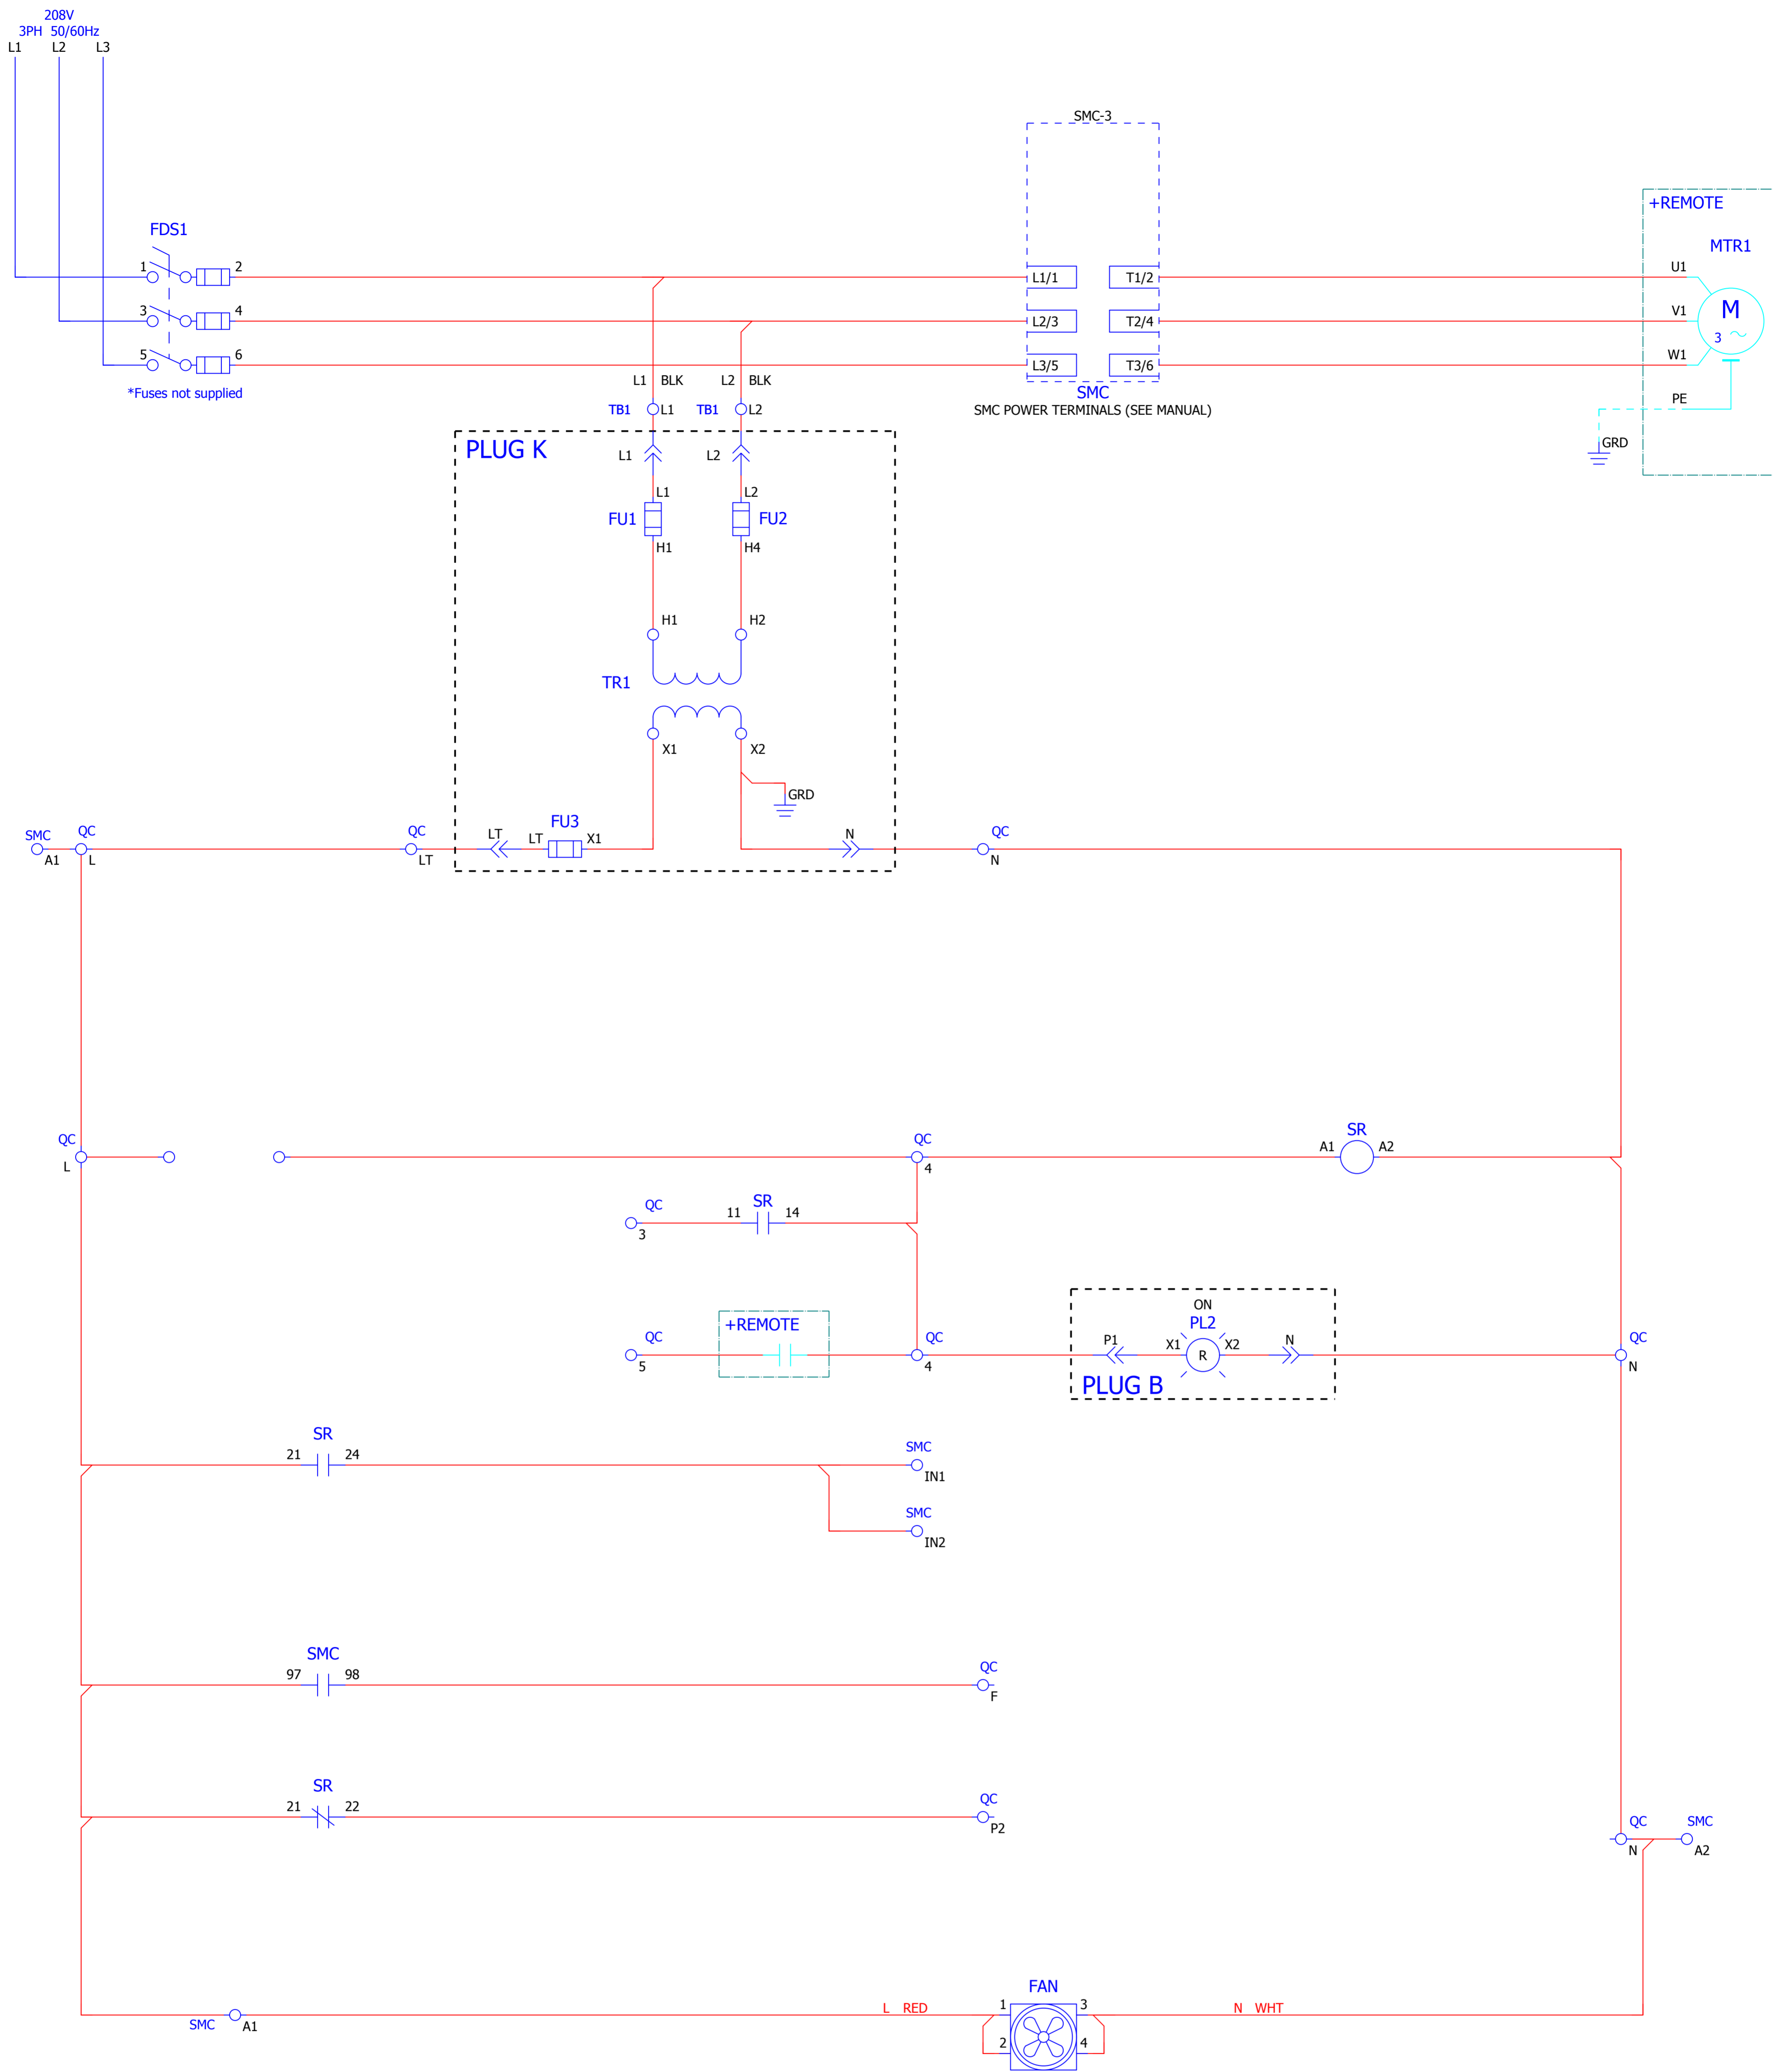 208V
3PH 50/60Hz
L1 L2 L3
SMC-3
+REMOTE
FDS1
MTR1
1 2
L1/1 T1/2
U1
3 4
L2/3 T2/4
V1
M
3
5 6
L3/5 T3/6
W1
*Fuses not supplied
L1 BLK L2 BLK
SMC
PE
TB1 L1 TB1 L2
SMC POWER TERMINALS (SEE MANUAL)
GRD
PLUG K
L1 L2
L1 L2
FU1 FU2
H1 H4
H1 H2
TR1
X1 X2
GRD
FU3
SMC QC QC LT LT X1 N QC
A1 L LT N
QC QC SR
A1 A2
L 4
QC SR
11 14
3
ON
+REMOTE PL2
QC QC P1 X1 X2 N QC
R
5 4 N
PLUG B
SR
21 24 SMC
IN1
SMC
IN2
SMC
97 98 QC
F
SR
21 22 QC
P2
QC SMC
N A2
FAN
1 3
L RED N WHT
SMC A1
2 4